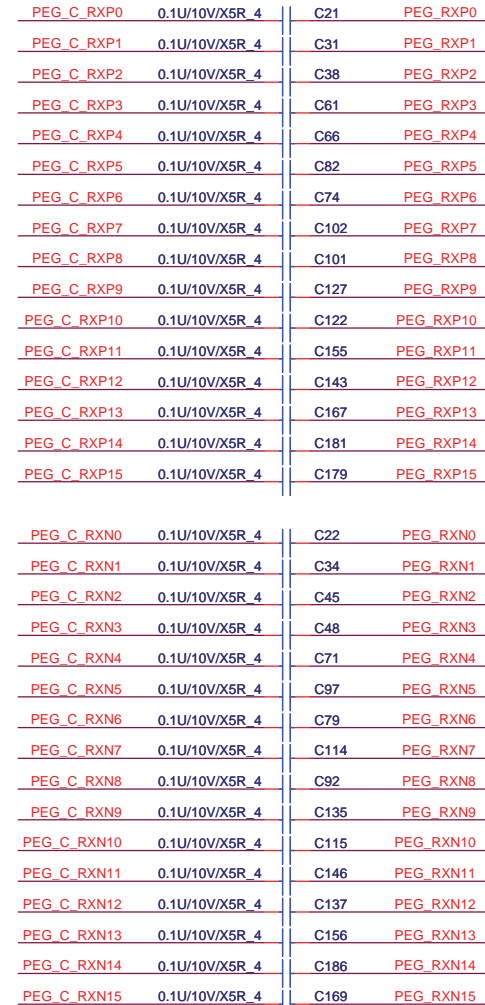 PEG_C_RXP0 0.1U/10V/X5R_4 C21 PEG_RXP0
PEG_C_RXP1 0.1U/10V/X5R_4 C31 PEG_RXP1
PEG_C_RXP2 0.1U/10V/X5R_4 C38 PEG_RXP2
PEG_C_RXP3 0.1U/10V/X5R_4 C61 PEG_RXP3
PEG_C_RXP4 0.1U/10V/X5R_4 C66 PEG_RXP4
PEG_C_RXP5 0.1U/10V/X5R_4 C82 PEG_RXP5
PEG_C_RXP6 0.1U/10V/X5R_4 C74 PEG_RXP6
PEG_C_RXP7 0.1U/10V/X5R_4 C102 PEG_RXP7
PEG_C_RXP8 0.1U/10V/X5R_4 C101 PEG_RXP8
PEG_C_RXP9 0.1U/10V/X5R_4 C127 PEG_RXP9
PEG_C_RXP10 0.1U/10V/X5R_4 C122 PEG_RXP10
PEG_C_RXP11 0.1U/10V/X5R_4 C155 PEG_RXP11
PEG_C_RXP12 0.1U/10V/X5R_4 C143 PEG_RXP12
PEG_C_RXP13 0.1U/10V/X5R_4 C167 PEG_RXP13
PEG_C_RXP14 0.1U/10V/X5R_4 C181 PEG_RXP14
PEG_C_RXP15 0.1U/10V/X5R_4 C179 PEG_RXP15
PEG_C_RXN0 0.1U/10V/X5R_4 C22 PEG_RXN0
PEG_C_RXN1 0.1U/10V/X5R_4 C34 PEG_RXN1
PEG_C_RXN2 0.1U/10V/X5R_4 C45 PEG_RXN2
PEG_C_RXN3 0.1U/10V/X5R_4 C48 PEG_RXN3
PEG_C_RXN4 0.1U/10V/X5R_4 C71 PEG_RXN4
PEG_C_RXN5 0.1U/10V/X5R_4 C97 PEG_RXN5
PEG_C_RXN6 0.1U/10V/X5R_4 C79 PEG_RXN6
PEG_C_RXN7 0.1U/10V/X5R_4 C114 PEG_RXN7
PEG_C_RXN8 0.1U/10V/X5R_4 C92 PEG_RXN8
PEG_C_RXN9 0.1U/10V/X5R_4 C135 PEG_RXN9
PEG_C_RXN10 0.1U/10V/X5R_4 C115 PEG_RXN10
PEG_C_RXN11 0.1U/10V/X5R_4 C146 PEG_RXN11
PEG_C_RXN12 0.1U/10V/X5R_4 C137 PEG_RXN12
PEG_C_RXN13 0.1U/10V/X5R_4 C156 PEG_RXN13
PEG_C_RXN14 0.1U/10V/X5R_4 C186 PEG_RXN14
PEG_C_RXN15 0.1U/10V/X5R_4 C169 PEG_RXN15